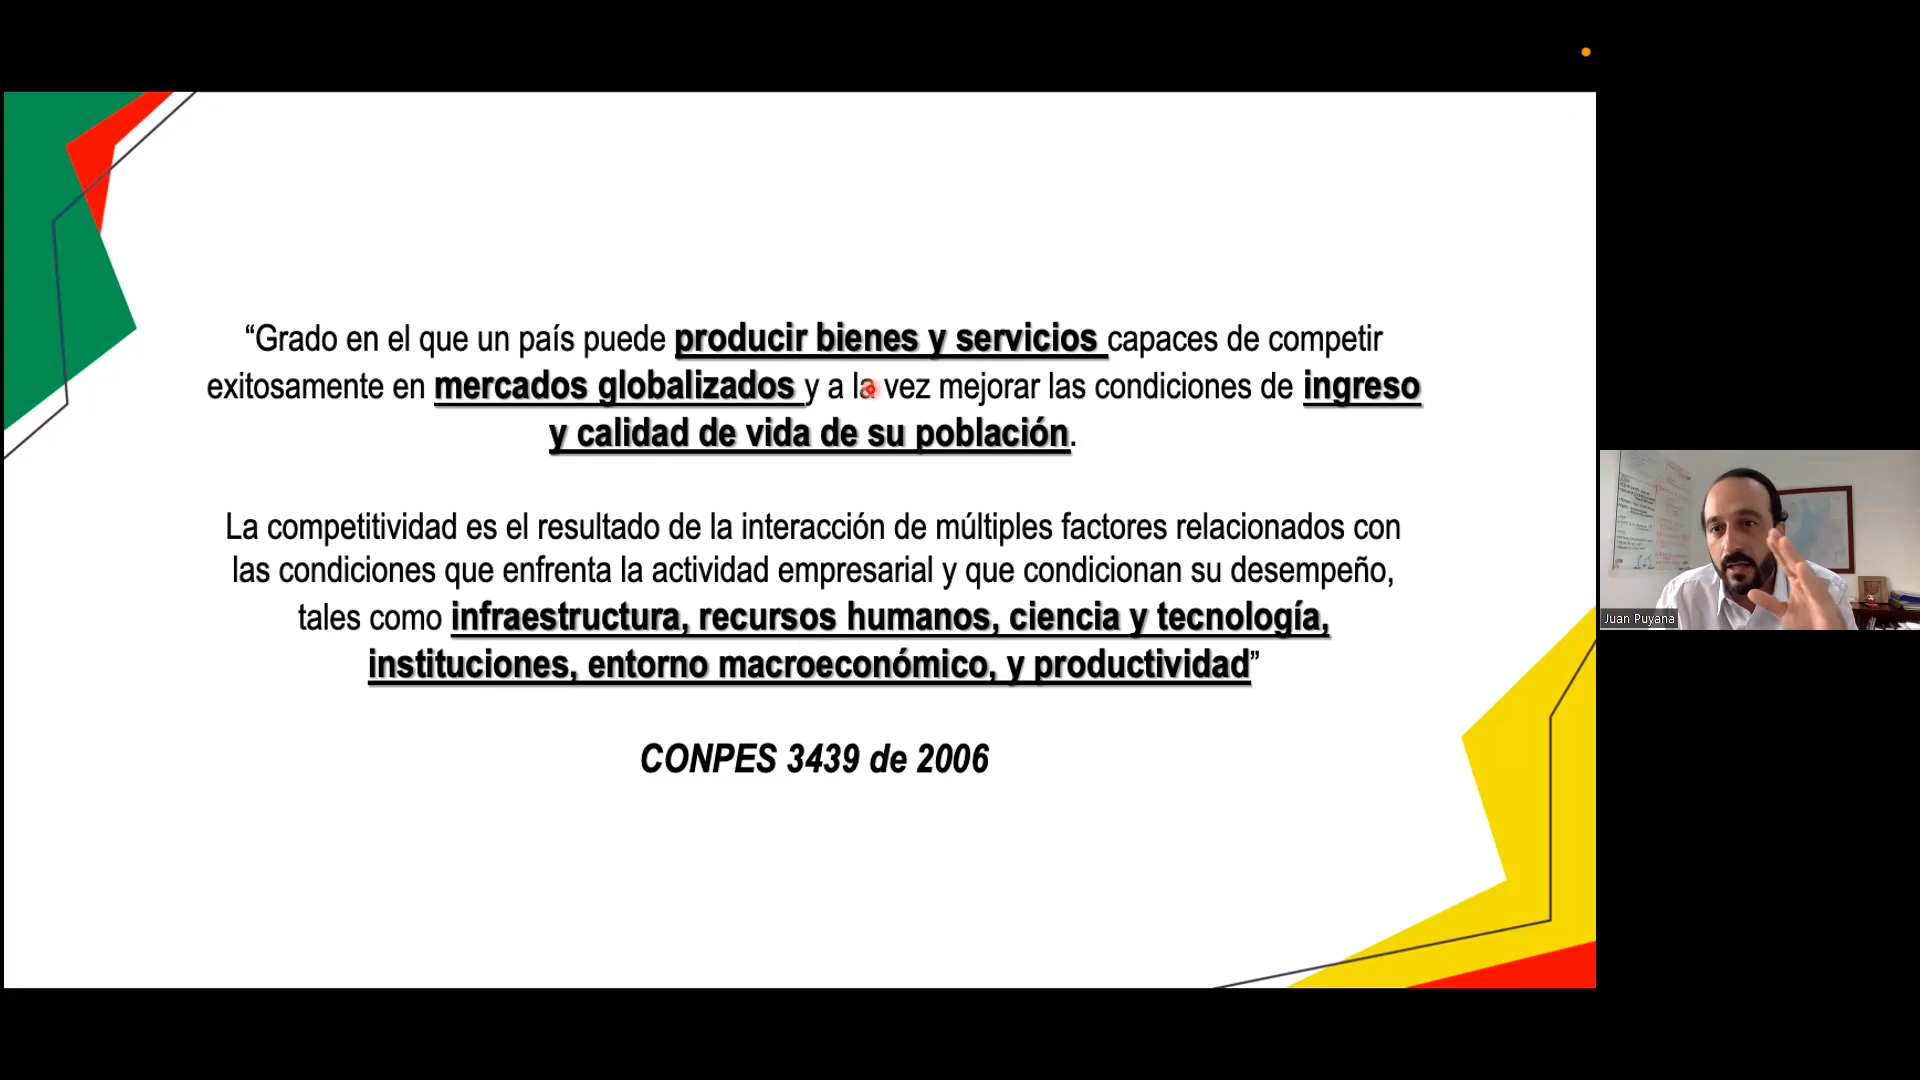 “Grado en el que un país puede producir bienes y servicios capaces de competir
exitosamente en mercados globalizados y a la vez mejorar las condiciones de ingreso
y calidad de vida de su población.
La competitividad es el resultado de la interacción de múltiples factores relacionados con
las condiciones que enfrenta la actividad empresarial y que condicionan su desempeño,
tales como infraestructura, recursos humanos, ciencia y tecnología,
instituciones, entorno macroeconómico, y productividad”
CONPES 3439 de 2006
Juan Puyana